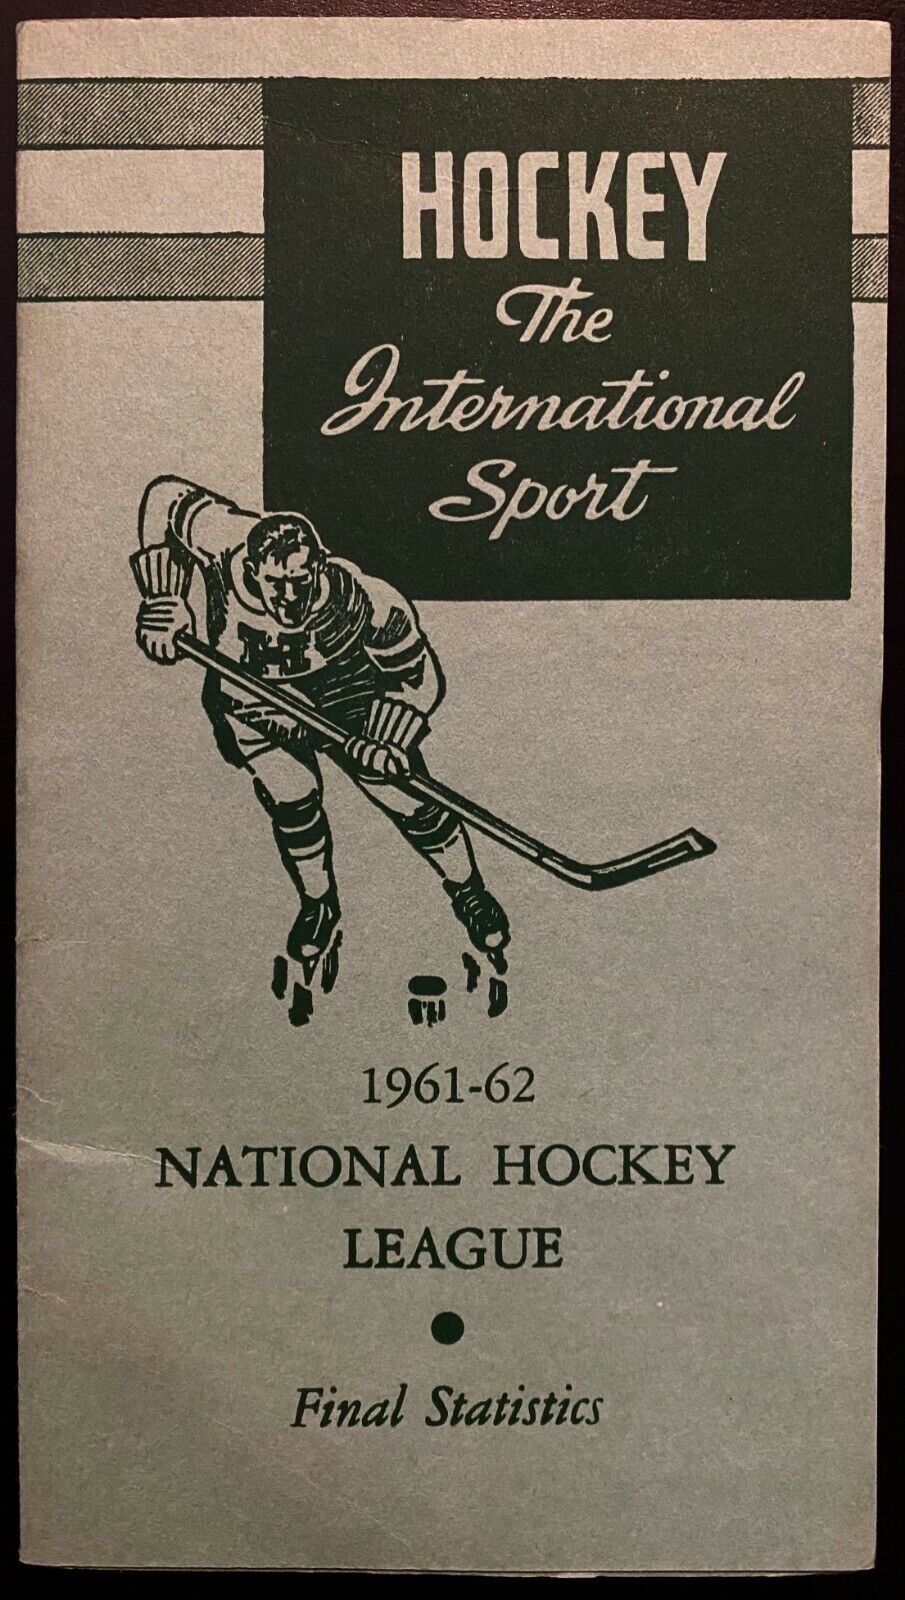 HOCKEY
The
International
Sport
H
1961-62
NATIONAL HOCKEY
LEAGUE
Final Statistics